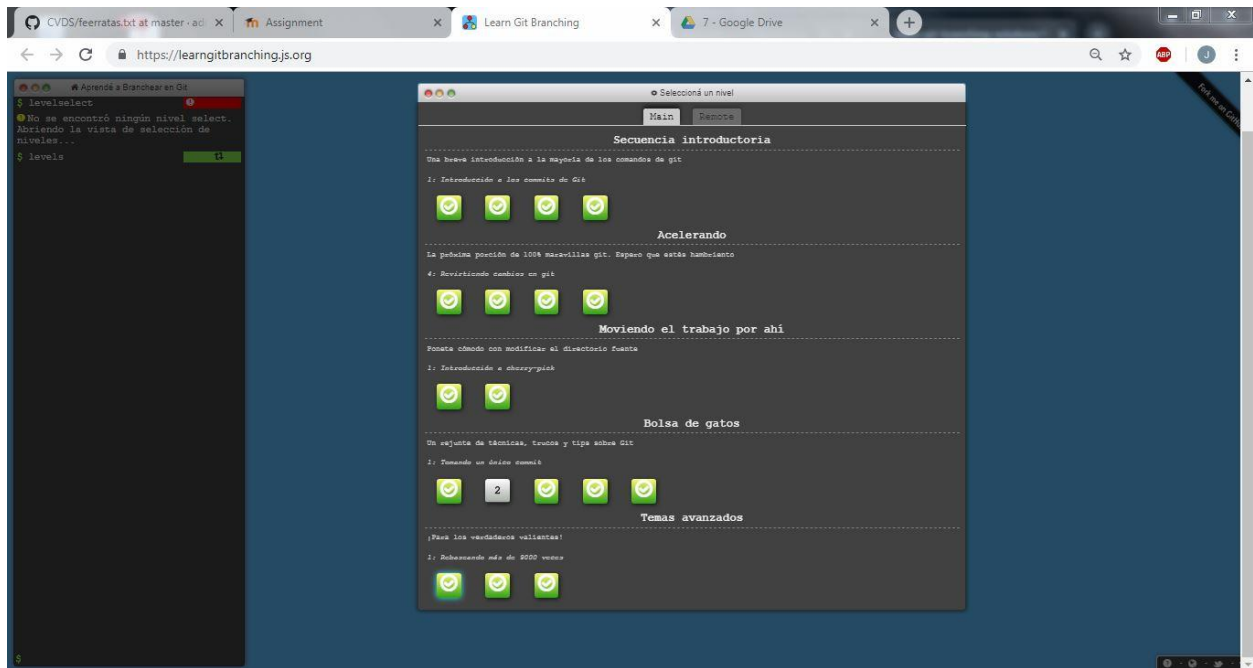 CVDS/feerratas.txt at master · ad
Assignment
Learn Git Branching
7 - Google Drive
https://learngitbranching.js.org
ABP
J
Aprendé a Branchear en Git
$ levelselect
No se encontró ningún nivel select.
Abriendo la vista de selección de
niveles...
$ levels
$
Seleccioná un nivel
Main Remote
Secuencia introductoria
Una breve introducción a la mayoría de los comandos de git
1: Introducción a los commits de Git
Acelerando
La próxima porción de 100% maravillas git. Espero que estés hambriento
4: Revirtiendo cambios en git
Moviendo el trabajo por ahí
Ponete cómodo con modificar el directorio fuente
1: Introducción a cherry-pick
Bolsa de gatos
Un rejunte de técnicas, trucos y tips sobre Git
1: Tomando un único commit
2
Temas avanzados
¡Para los verdaderos valientes!
1: Rebaseando más de 9000 veces
Fork me on GitHu